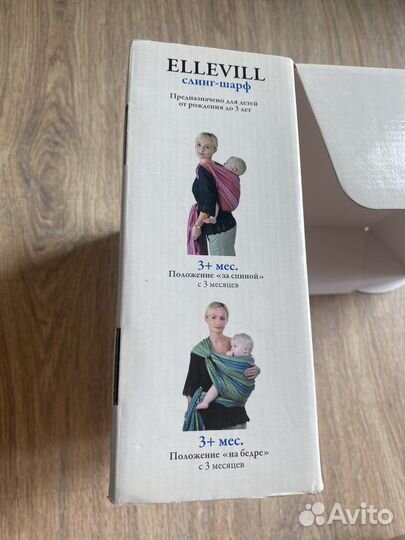 ELLEVILL
слинг-шарф
Предназначено для детей
от рождения до 3 лет
3+ мес.
Положение «за спиной»
с 3 месяцев
3+ мес.
Положение «на бедре»
с 3 месяцев
Avito